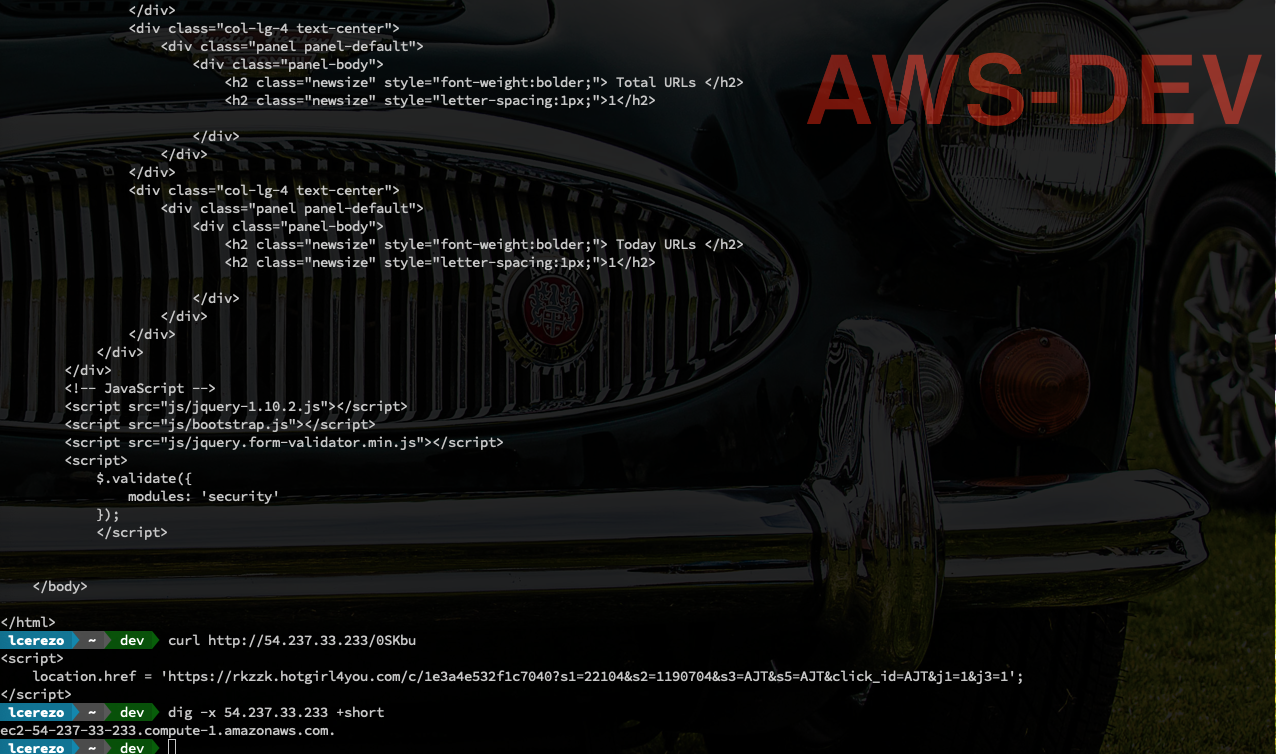 </div>
            <div class="col-lg-4 text-center">
                <div class="panel panel-default">
                    <div class="panel-body">
                        <h2 class="newsize" style="font-weight:bolder;"> Total URLs </h2>
                        <h2 class="newsize" style="letter-spacing:1px;">1</h2>
AWS-DEV
                    </div>
                </div>
            </div>
            <div class="col-lg-4 text-center">
                <div class="panel panel-default">
                    <div class="panel-body">
                        <h2 class="newsize" style="font-weight:bolder;"> Today URLs </h2>
                        <h2 class="newsize" style="letter-spacing:1px;">1</h2>
                    </div>
                </div>
            </div>
        </div>
    </div>
    <!-- JavaScript -->
    <script src="js/jquery-1.10.2.js"></script>
    <script src="js/bootstrap.js"></script>
    <script src="js/jquery.form-validator.min.js"></script>
    <script>
        $.validate({
            modules: 'security'
        });
        </script>
    </body>
</html>
lcerezo ~ dev curl http://54.237.33.233/0SKbu
<script>
    location.href = 'https://rkzzk.hotgirl4you.com/c/1e3a4e532f1c7040?s1=22104&s2=1190704&s3=AJT&s5=AJT&click_id=AJT&j1=1&j3=1';
</script>
lcerezo ~ dev dig -x 54.237.33.233 +short
ec2-54-237-33-233.compute-1.amazonaws.com.
lcerezo ~ dev